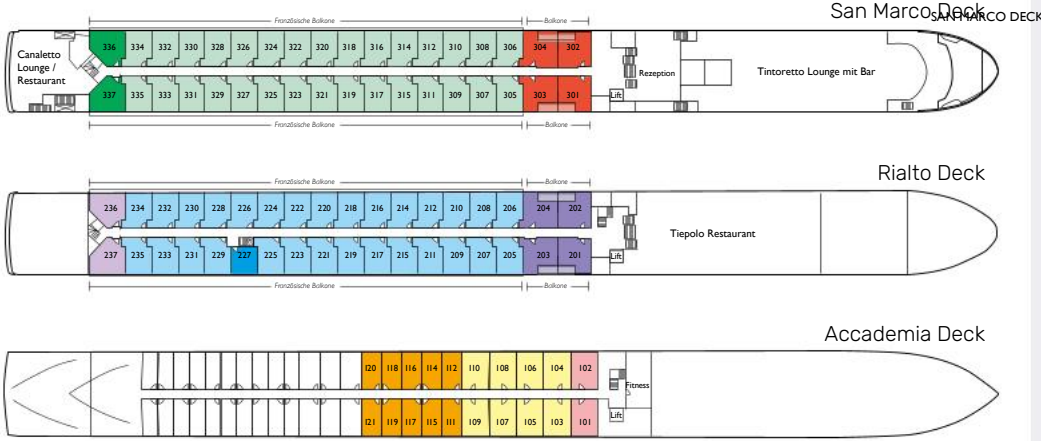 San Marco Deck
SAN MARCO DECK
Französische Balkone
Balkone
336 334 332 330 328 326 324 322 320 318 316 314 312 310 308 306 304 302
Canaletto
Lounge /
Restaurant
Rezeption
Tintoretto Lounge mit Bar
337 335 333 331 329 327 325 323 321 319 317 315 311 309 307 305 303 301
Lift
Französische Balkone
Balkone
Rialto Deck
Französische Balkone
Balkone
236 234 232 230 228 226 224 222 220 218 216 214 212 210 208 206 204 202
Tiepolo Restaurant
237 235 233 231 229 227 225 223 221 219 217 215 211 209 207 205 203 201
Lift
Französische Balkone
Balkone
Accademia Deck
120 118 116 114 112 110 108 106 104 102
Fitness
121 119 117 115 111 109 107 105 103 101
Lift